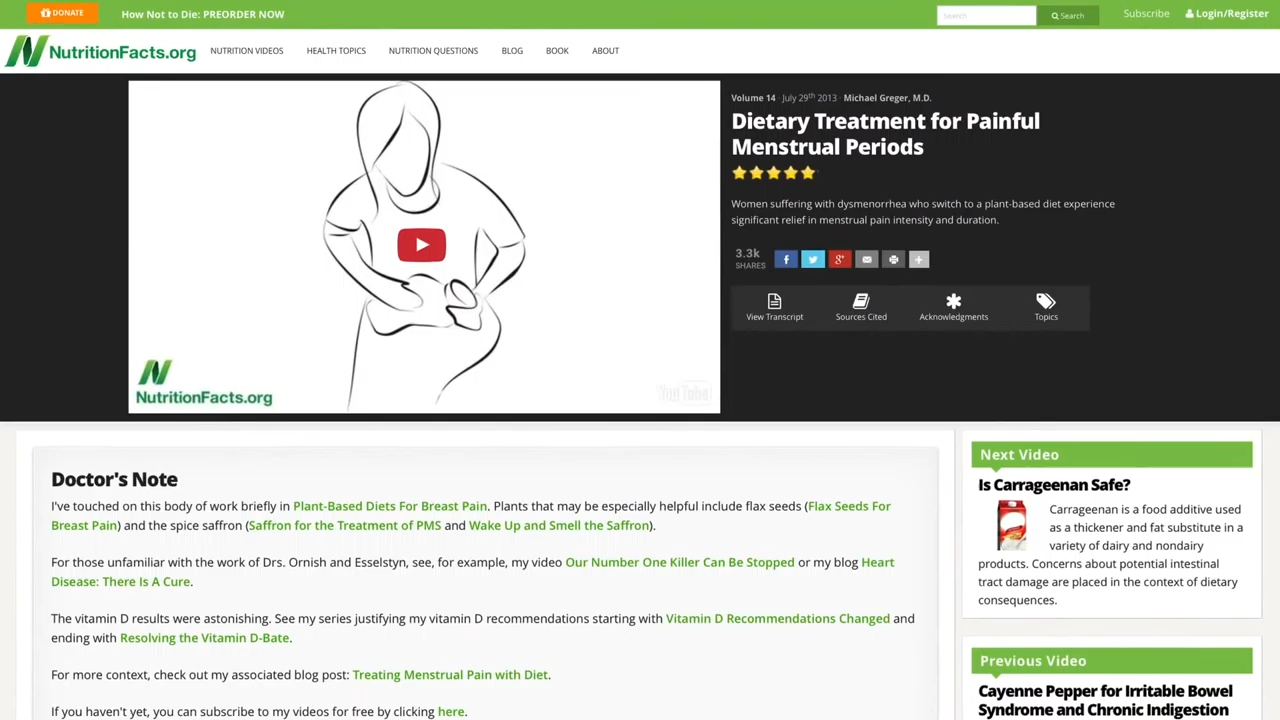 DONATE
How Not to Die: PREORDER NOW
Search
Search
Subscribe
Login/Register
NutritionFacts.org
NUTRITION VIDEOS
HEALTH TOPICS
NUTRITION QUESTIONS
BLOG
BOOK
ABOUT
NutritionFacts.org
YouTube
Volume 14 · July 29th 2013 · Michael Greger, M.D.
Dietary Treatment for Painful
Menstrual Periods
Women suffering with dysmenorrhea who switch to a plant-based diet experience
significant relief in menstrual pain intensity and duration.
3.3k
SHARES
View Transcript
Sources Cited
Acknowledgments
Topics
Doctor's Note
I've touched on this body of work briefly in Plant-Based Diets For Breast Pain. Plants that may be especially helpful include flax seeds (Flax Seeds For
Breast Pain) and the spice saffron (Saffron for the Treatment of PMS and Wake Up and Smell the Saffron).
For those unfamiliar with the work of Drs. Ornish and Esselstyn, see, for example, my video Our Number One Killer Can Be Stopped or my blog Heart
Disease: There Is A Cure.
The vitamin D results were astonishing. See my series justifying my vitamin D recommendations starting with Vitamin D Recommendations Changed and
ending with Resolving the Vitamin D-Bate.
For more context, check out my associated blog post: Treating Menstrual Pain with Diet.
If you haven't yet, you can subscribe to my videos for free by clicking here.
Next Video
Is Carrageenan Safe?
Carrageenan is a food additive used
as a thickener and fat substitute in a
variety of dairy and nondairy
products. Concerns about potential intestinal
tract damage are placed in the context of dietary
consequences.
Previous Video
Cayenne Pepper for Irritable Bowel
Syndrome and Chronic Indigestion